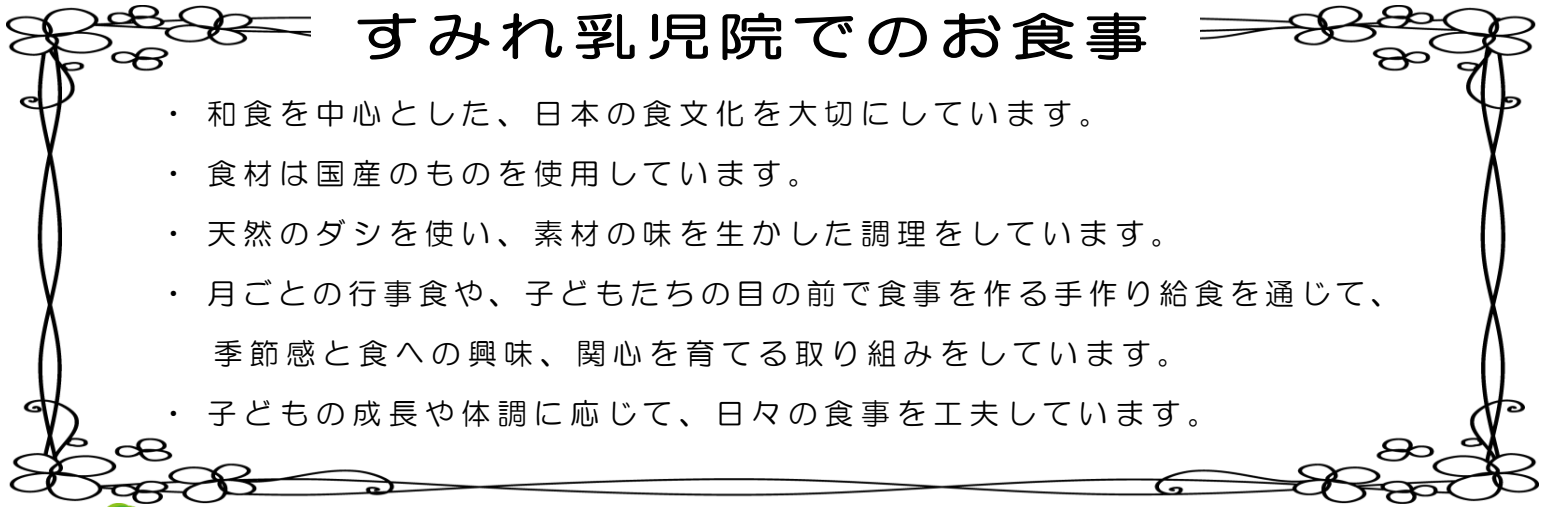 すみれ乳児院でのお食事
・ 和食を中心とした、日本の食文化を大切にしています。
・ 食材は国産のものを使用しています。
・ 天然のダシを使い、素材の味を生かした調理をしています。
・ 月ごとの行事食や、子どもたちの目の前で食事を作る手作り給食を通じて、
季節感と食への興味、関心を育てる取り組みをしています。
・ 子どもの成長や体調に応じて、日々の食事を工夫しています。